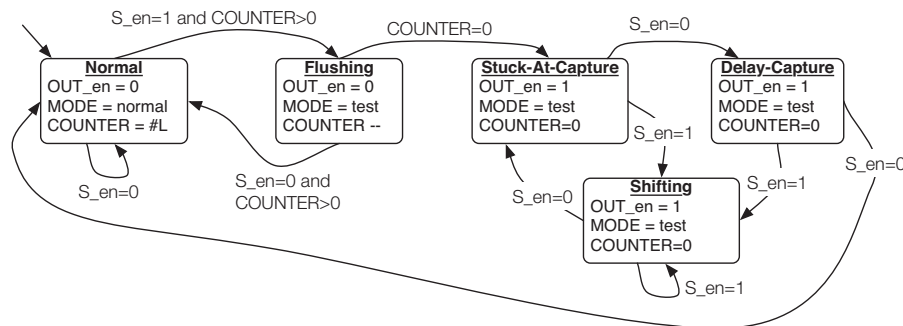 S_en=1 and COUNTER>0
COUNTER=0
S_en=0
Normal
OUT_en = 0
MODE = normal
COUNTER = #L
Flushing
OUT_en = 0
MODE = test
COUNTER --
Stuck-At-Capture
OUT_en = 1
MODE = test
COUNTER=0
Delay-Capture
OUT_en = 1
MODE = test
COUNTER=0
S_en=0
S_en=0 and
COUNTER>0
S_en=1
S_en=0
S_en=1
S_en=0
Shifting
OUT_en = 1
MODE = test
COUNTER=0
S_en=1